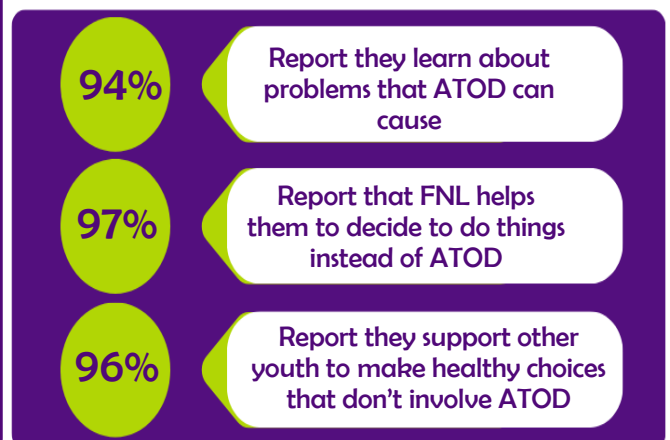 94%
Report they learn about
problems that ATOD can
cause
97%
Report that FNL helps
them to decide to do things
instead of ATOD
96%
Report they support other
youth to make healthy choices
that don't involve ATOD